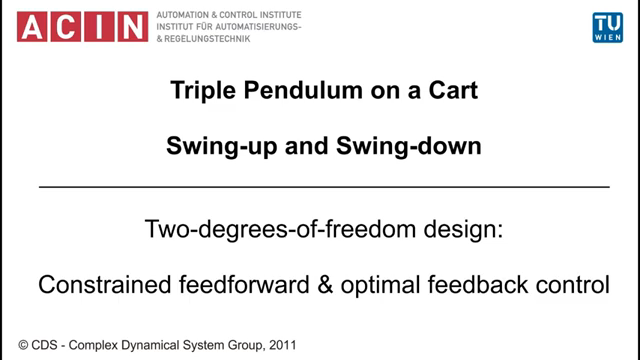 ACIN
AUTOMATION & CONTROL INSTITUTE
INSTITUT FÜR AUTOMATISIERUNGS-
& REGELUNGSTECHNIK
TU
WIEN
Triple Pendulum on a Cart
Swing-up and Swing-down
Two-degrees-of-freedom design:
Constrained feedforward & optimal feedback control
© CDS - Complex Dynamical System Group, 2011